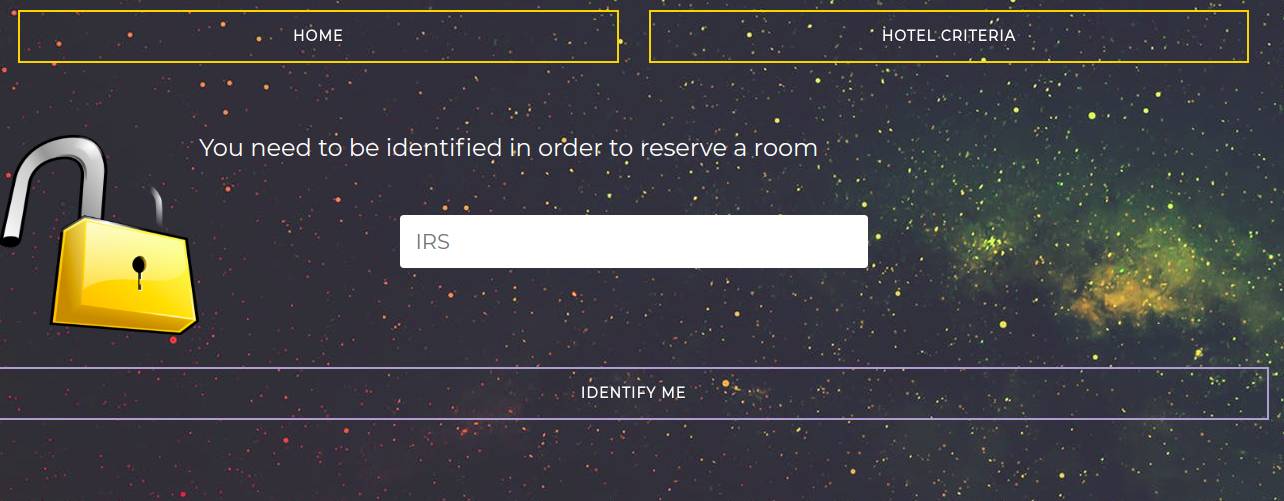 HOME
HOTEL CRITERIA
You need to be identified in order to reserve a room
IRS
IDENTIFY ME